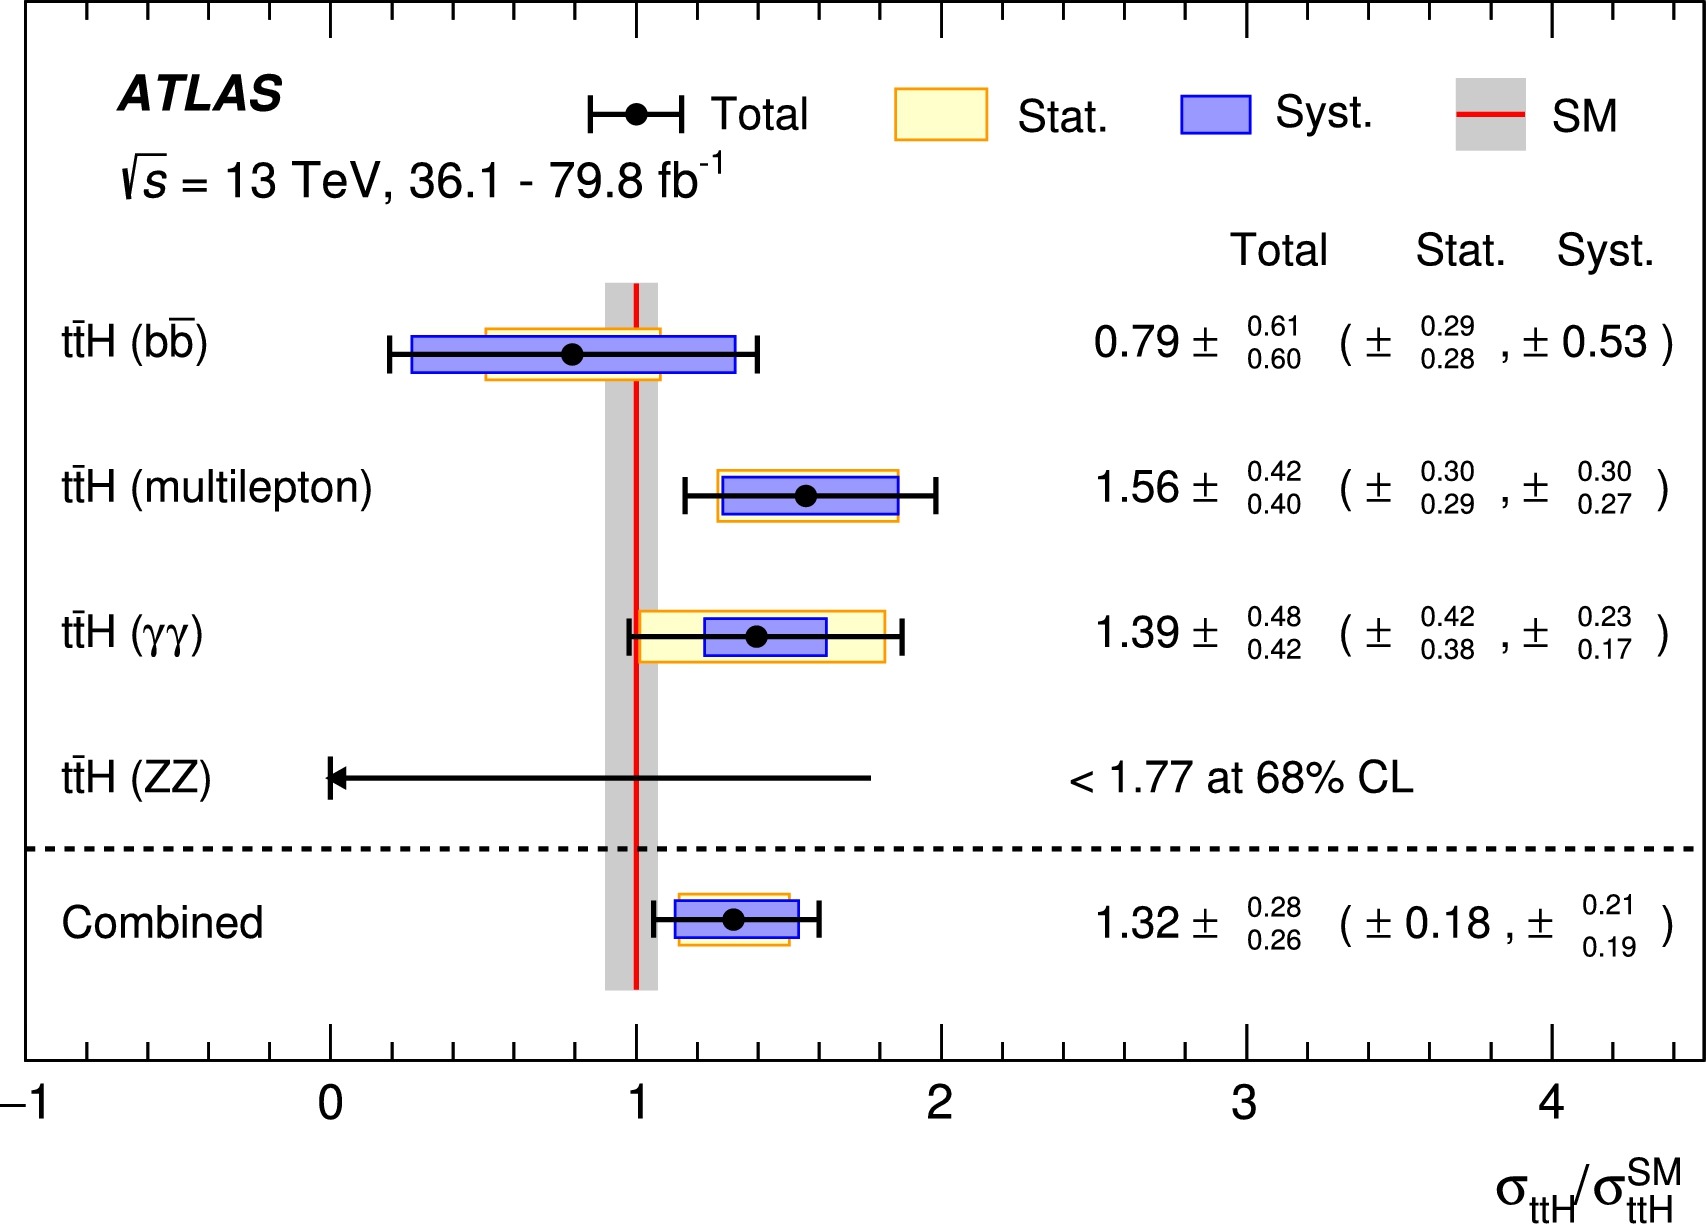 ATLAS
Total Stat. Syst. SM
√s = 13 TeV, 36.1 - 79.8 fb⁻¹
Total Stat. Syst.
tt̄H (bb̄) 0.79 ± 0.61 0.60 ( ± 0.29 0.28 , ± 0.53 )
tt̄H (multilepton) 1.56 ± 0.42 0.40 ( ± 0.30 0.29 , ± 0.30 0.27 )
tt̄H (γγ) 1.39 ± 0.48 0.42 ( ± 0.42 0.38 , ± 0.23 0.17 )
tt̄H (ZZ) < 1.77 at 68% CL
Combined 1.32 ± 0.28 0.26 ( ± 0.18 , ± 0.21 0.19 )
−1 0 1 2 3 4
σttH/σSMttH